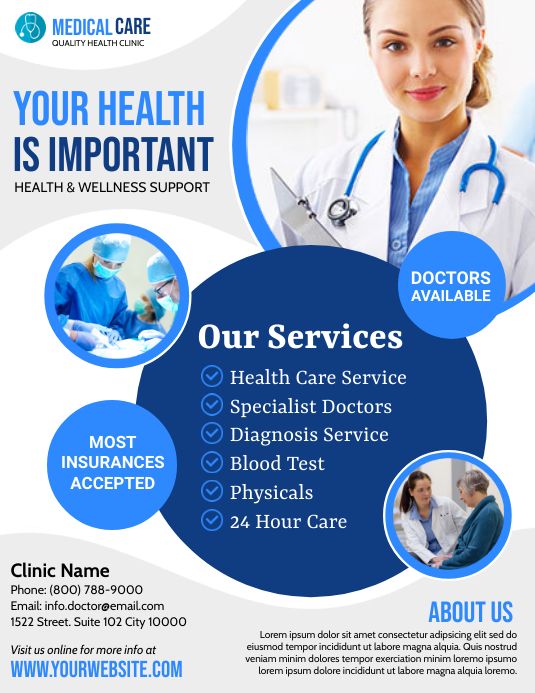 MEDICAL CARE
QUALITY HEALTH CLINIC
YOUR HEALTH
IS IMPORTANT
HEALTH & WELLNESS SUPPORT
DOCTORS
AVAILABLE
Our Services
Health Care Service
Specialist Doctors
Diagnosis Service
Blood Test
Physicals
24 Hour Care
MOST
INSURANCES
ACCEPTED
Clinic Name
Phone: (800) 788-9000
Email: info.doctor@email.com
1522 Street. Suite 102 City 10000
Visit us online for more info at
WWW.YOURWEBSITE.COM
ABOUT US
Lorem ipsum dolor sit amet consectetur adipisicing elit sed do
eiusmod tempor incididunt ut labore magna alquia. Quis nostrud
veniam minim dolores tempor exerciation minim loremo ipsumo
lorem ipsum dolor incididunt ut labore magna alquia loremo.